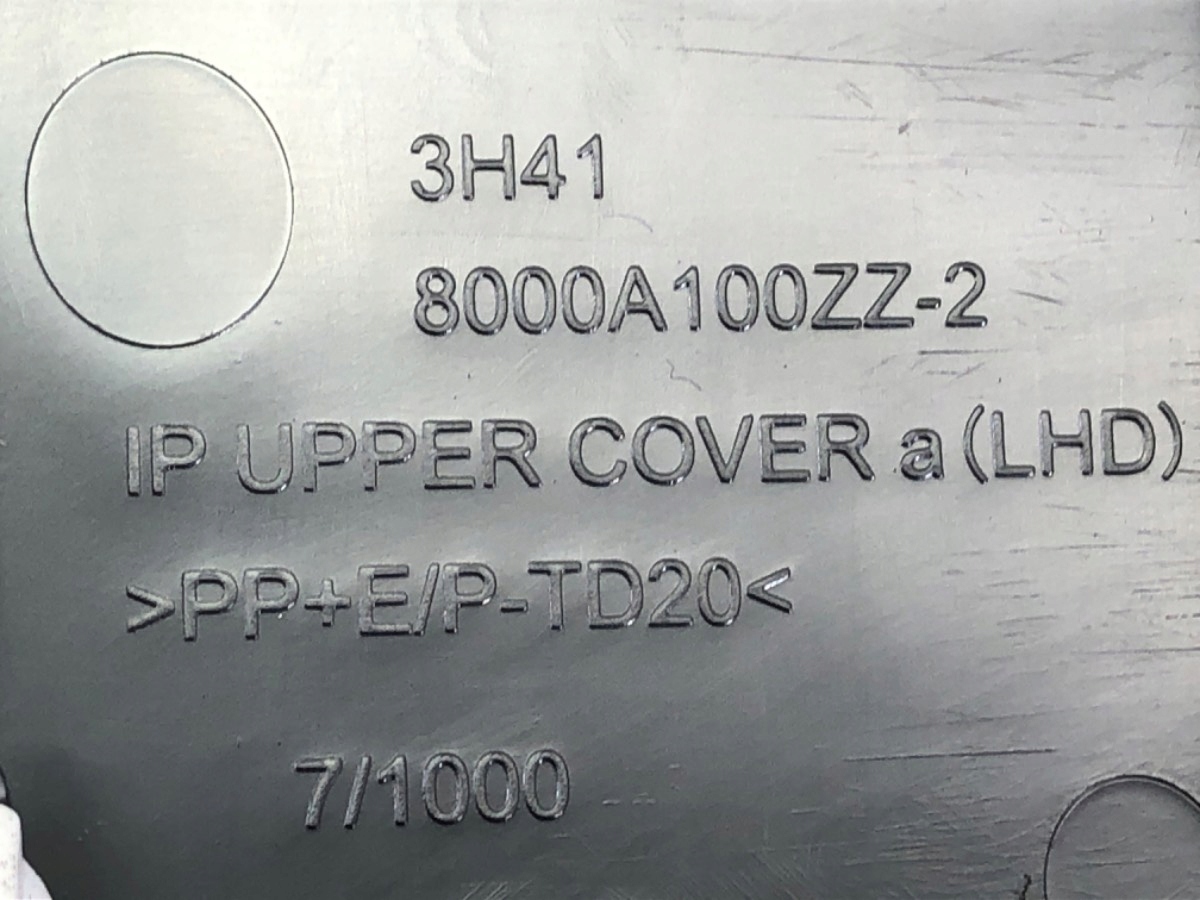 3H41
8000A100ZZ-2
IP UPPER COVER a (LHD)
>PP+E/P-TD20<
7/1000